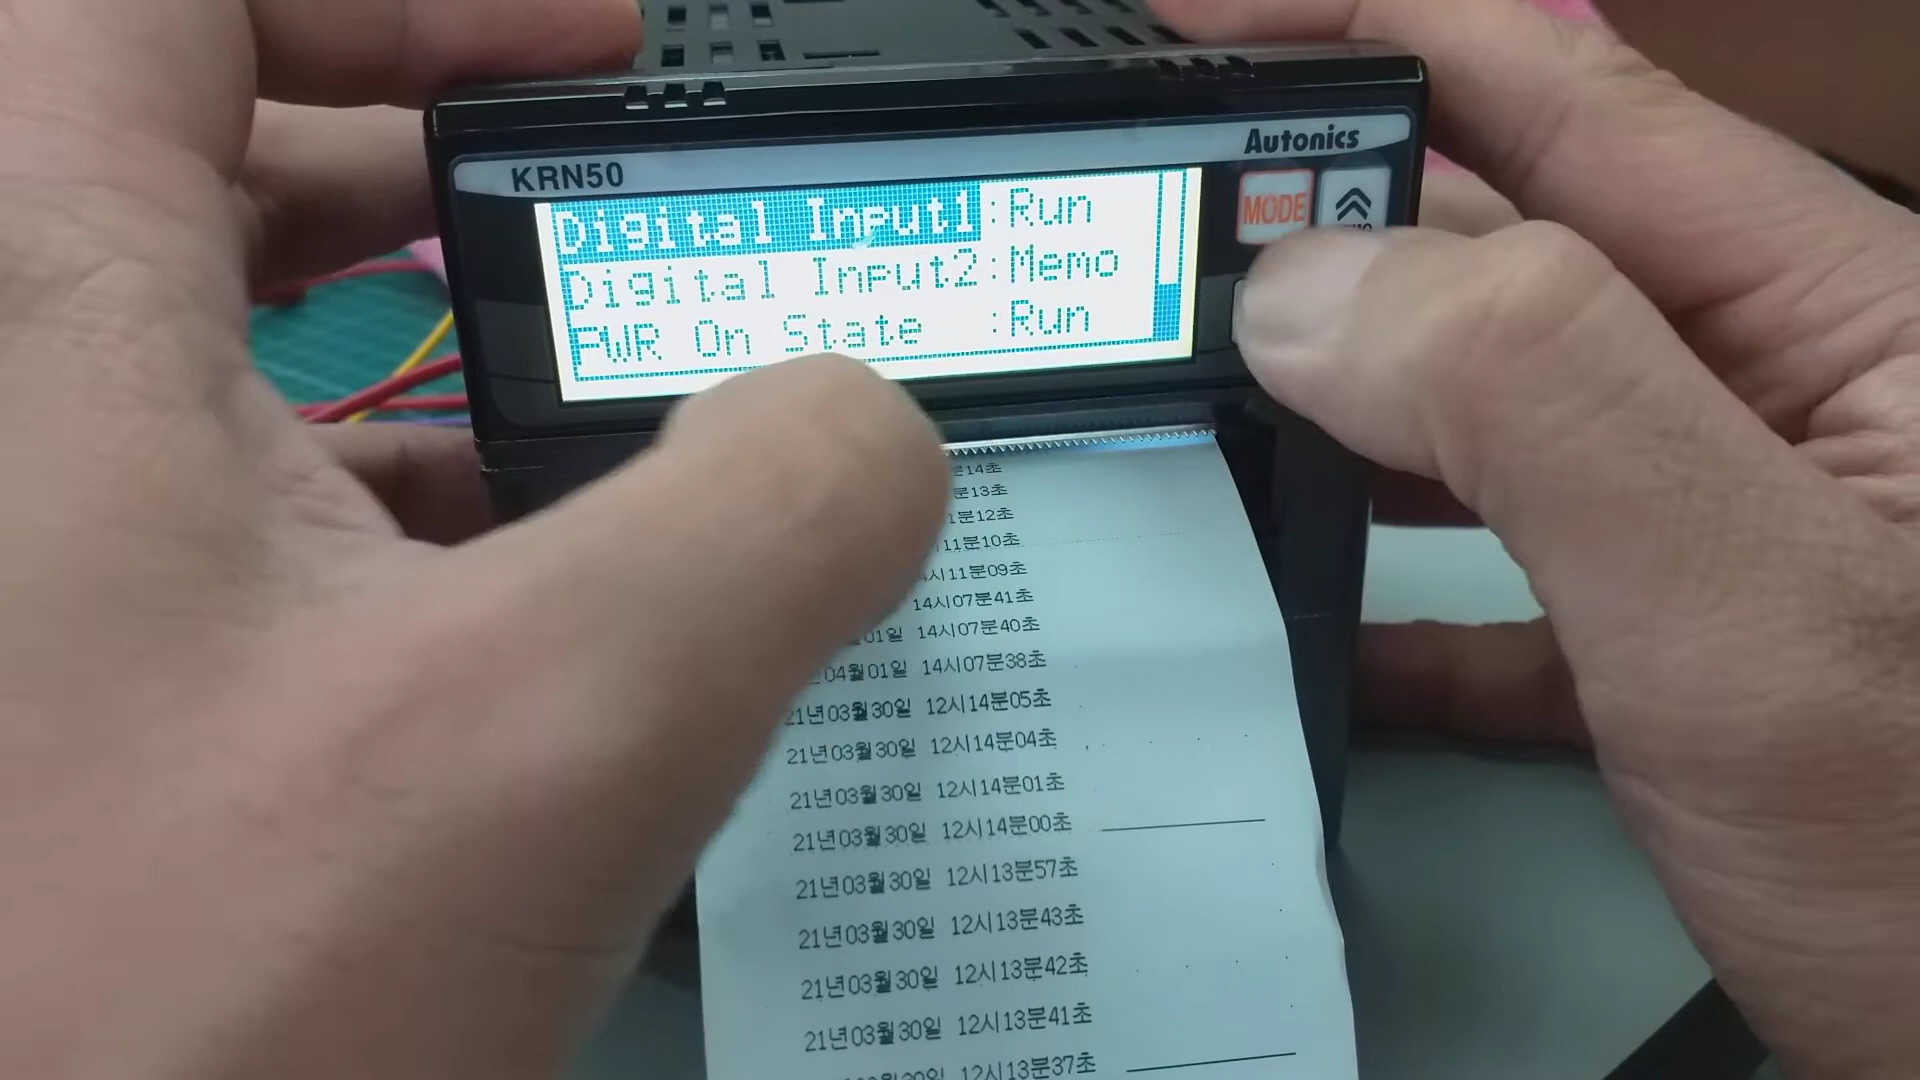 Autonics
KRN50
MODE
Digital Input1:Run
Digital Input2:Memo
PWR On State :Run
14초
13초
분12초
11분10초
시11분09초
14시07분41초
01일 14시07분40초
04월01일 14시07분38초
21년03월30일 12시14분05초
21년03월30일 12시14분04초
21년03월30일 12시14분01초
21년03월30일 12시14분00초
21년03월30일 12시13분57초
21년03월30일 12시13분43초
21년03월30일 12시13분42초
21년03월30일 12시13분41초
12시13분37초